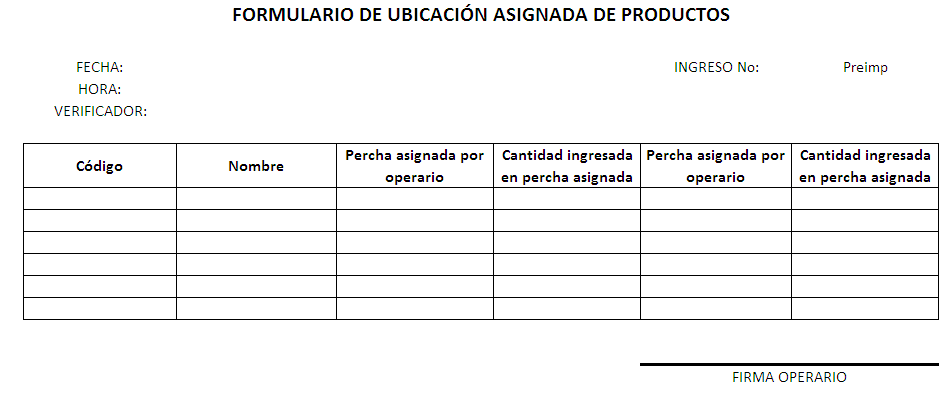 FORMULARIO DE UBICACIÓN ASIGNADA DE PRODUCTOS
FECHA: INGRESO No: Preimp
HORA:
VERIFICADOR:
Código Nombre Percha asignada por operario Cantidad ingresada en percha asignada Percha asignada por operario Cantidad ingresada en percha asignada
FIRMA OPERARIO